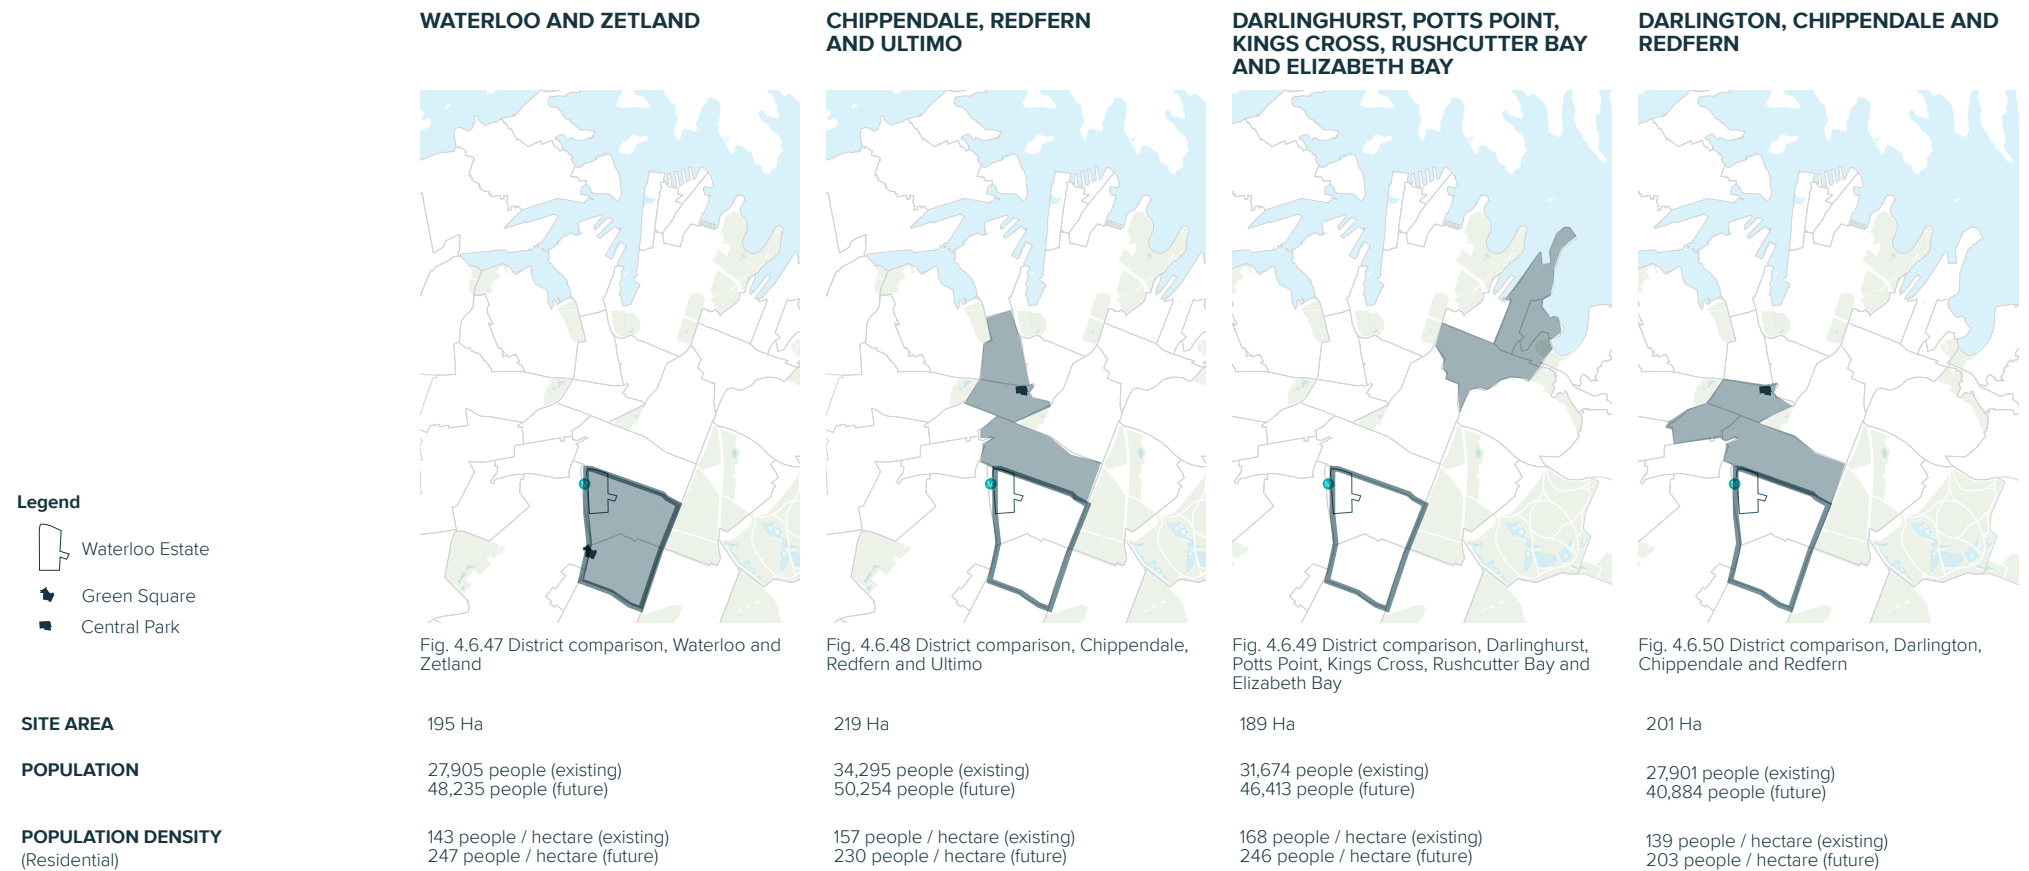 WATERLOO AND ZETLAND
CHIPPENDALE, REDFERN
AND ULTIMO
DARLINGHURST, POTTS POINT,
KINGS CROSS, RUSHCUTTER BAY
AND ELIZABETH BAY
DARLINGTON, CHIPPENDALE AND
REDFERN
M
M
M
M
Legend
Waterloo Estate
Green Square
Central Park
Fig. 4.6.47 District comparison, Waterloo and
Zetland
Fig. 4.6.48 District comparison, Chippendale,
Redfern and Ultimo
Fig. 4.6.49 District comparison, Darlinghurst,
Potts Point, Kings Cross, Rushcutter Bay and
Elizabeth Bay
Fig. 4.6.50 District comparison, Darlington,
Chippendale and Redfern
SITE AREA
195 Ha
219 Ha
189 Ha
201 Ha
POPULATION
27,905 people (existing)
48,235 people (future)
34,295 people (existing)
50,254 people (future)
31,674 people (existing)
46,413 people (future)
27,901 people (existing)
40,884 people (future)
POPULATION DENSITY
(Residential)
143 people / hectare (existing)
247 people / hectare (future)
157 people / hectare (existing)
230 people / hectare (future)
168 people / hectare (existing)
246 people / hectare (future)
139 people / hectare (existing)
203 people / hectare (future)